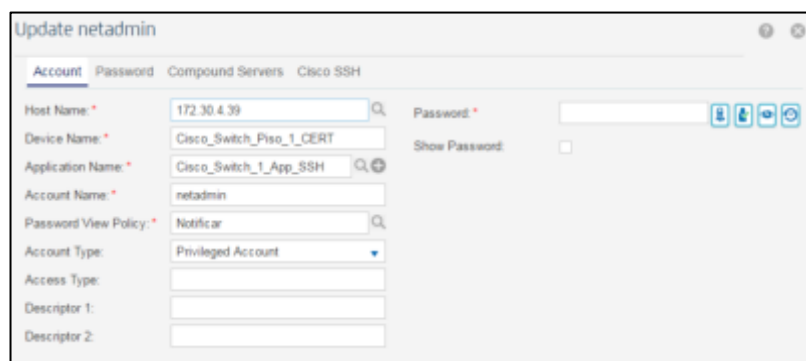 Update netadmin
Account Password Compound Servers Cisco SSH
Host Name: * 172.30.4.39
Device Name: * Cisco_Switch_Piso_1_CERT
Application Name: * Cisco_Switch_1_App_SSH
Account Name: * netadmin
Password View Policy: * Notificar
Account Type: Privileged Account
Access Type:
Descriptor 1:
Descriptor 2:
Password: *
Show Password: